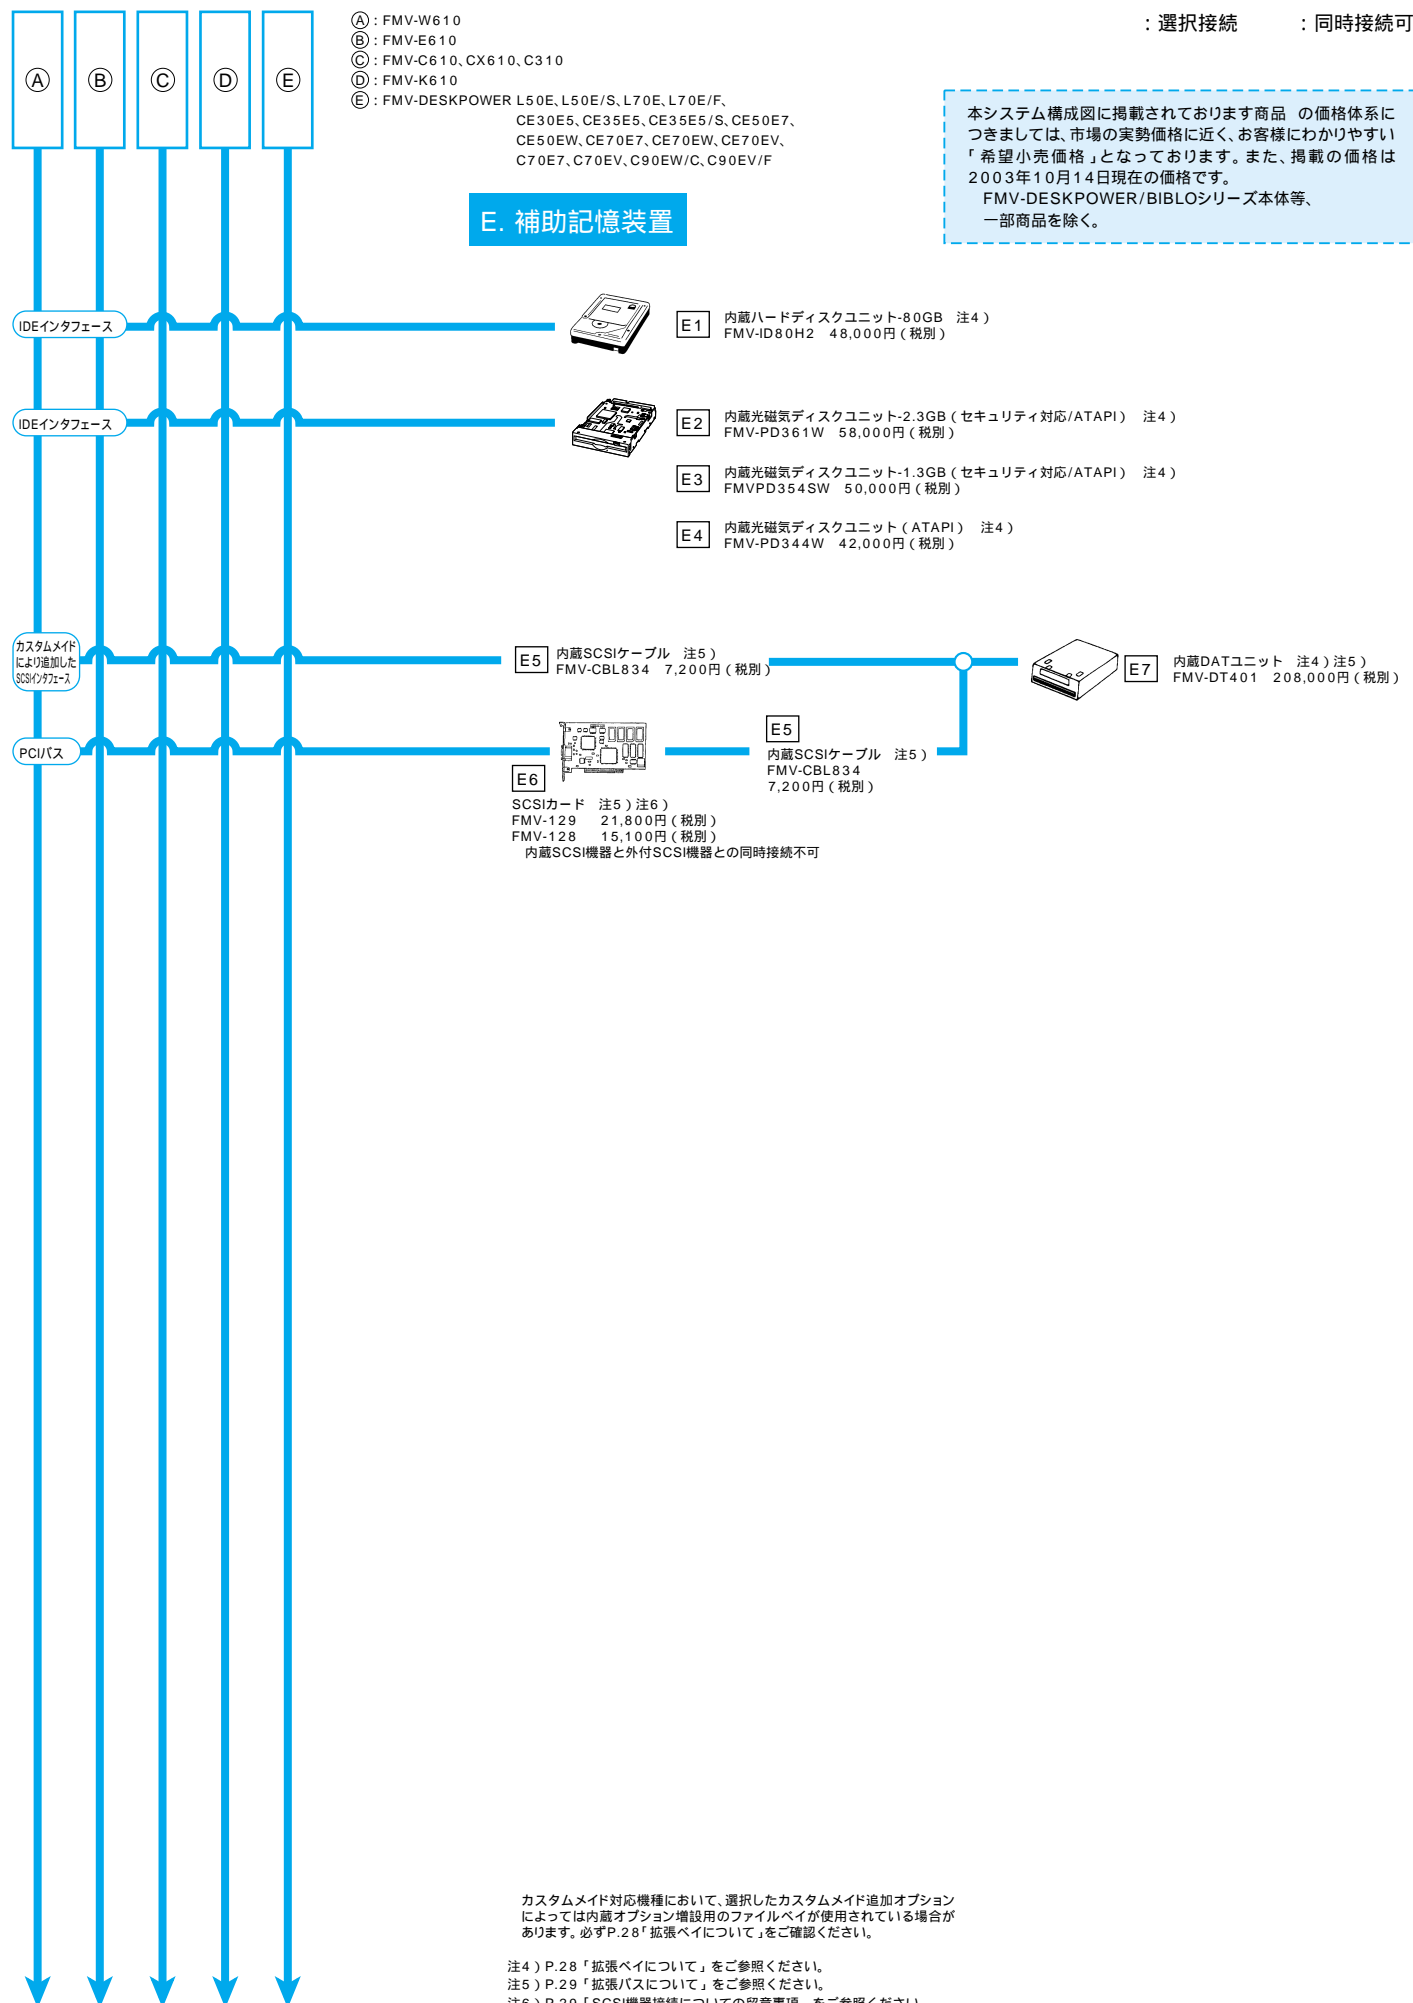 Ⓐ：FMV-W610
Ⓑ：FMV-E610
Ⓒ：FMV-C610、CX610、C310
Ⓓ：FMV-K610
Ⓔ：FMV-DESKPOWER L50E、L50E/S、L70E、L70E/F、
CE30E5、CE35E5、CE35E5/S、CE50E7、
CE50EW、CE70E7、CE70EW、CE70EV、
C70E7、C70EV、C90EW/C、C90EV/F
：選択接続　：同時接続可
Ⓐ Ⓑ Ⓒ Ⓓ Ⓔ
本システム構成図に掲載されております商品　の価格体系に
つきましては、市場の実勢価格に近く、お客様にわかりやすい
「希望小売価格」となっております。また、掲載の価格は
2003年10月14日現在の価格です。
FMV-DESKPOWER/BIBLOシリーズ本体等、
一部商品を除く。
E. 補助記憶装置
IDEインタフェース
E1 内蔵ハードディスクユニット-80GB　注4）
FMV-ID80H2　48,000円（税別）
IDEインタフェース
E2 内蔵光磁気ディスクユニット-2.3GB（セキュリティ対応/ATAPI）　注4）
FMV-PD361W　58,000円（税別）
E3 内蔵光磁気ディスクユニット-1.3GB（セキュリティ対応/ATAPI）　注4）
FMVPD354SW　50,000円（税別）
E4 内蔵光磁気ディスクユニット（ATAPI）　注4）
FMV-PD344W　42,000円（税別）
カスタムメイド
により追加した
SCSIインタフェース
E5 内蔵SCSIケーブル　注5）
FMV-CBL834　7,200円（税別）
E7 内蔵DATユニット　注4）注5）
FMV-DT401　208,000円（税別）
PCIバス
E6
SCSIカード　注5）注6）
FMV-129　21,800円（税別）
FMV-128　15,100円（税別）
内蔵SCSI機器と外付SCSI機器との同時接続不可
E5
内蔵SCSIケーブル　注5）
FMV-CBL834
7,200円（税別）
カスタムメイド対応機種において、選択したカスタムメイド追加オプション
によっては内蔵オプション増設用のファイルベイが使用されている場合が
あります。必ずP.28「拡張ベイについて」をご確認ください。
注4）P.28「拡張ベイについて」をご参照ください。
注5）P.29「拡張バスについて」をご参照ください。
注6）P.29「SCSI機器接続についての留意事項」をご参照ください。